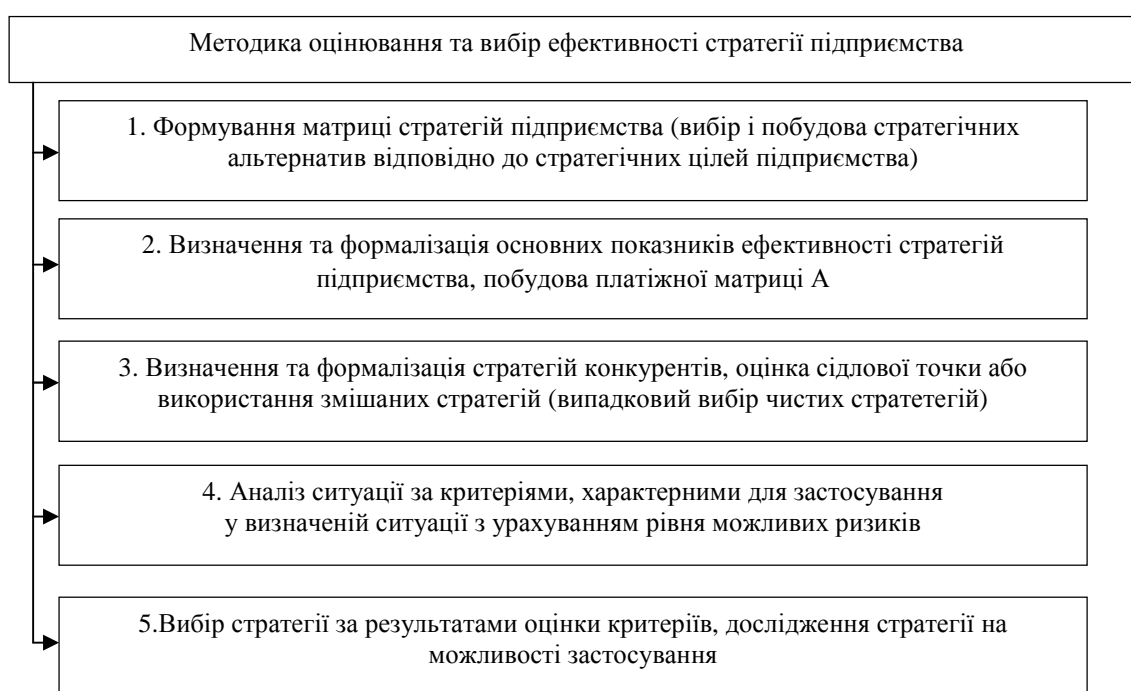 Методика оцінювання та вибір ефективності стратегії підприємства
1. Формування матриці стратегій підприємства (вибір і побудова стратегічних
альтернатив відповідно до стратегічних цілей підприємства)
2. Визначення та формалізація основних показників ефективності стратегій
підприємства, побудова платіжної матриці А
3. Визначення та формалізація стратегій конкурентів, оцінка сідлової точки або
використання змішаних стратегій (випадковий вибір чистих стратетегій)
4. Аналіз ситуації за критеріями, характерними для застосування
у визначеній ситуації з урахуванням рівня можливих ризиків
5.Вибір стратегії за результатами оцінки критеріїв, дослідження стратегії на
можливості застосування